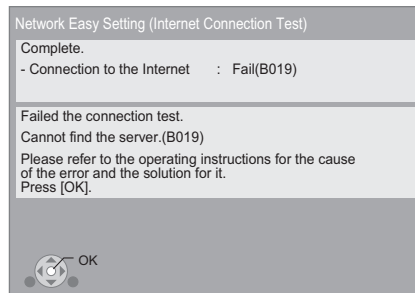 Network Easy Setting (Internet Connection Test)
Complete.
- Connection to the Internet : Fail(B019)
Failed the connection test.
Cannot find the server.(B019)
Please refer to the operating instructions for the cause
of the error and the solution for it.
Press [OK].
OK